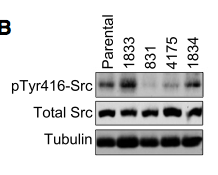 B
Parental
1833
831
4175
1834
pTyr416-Src
Total Src
Tubulin